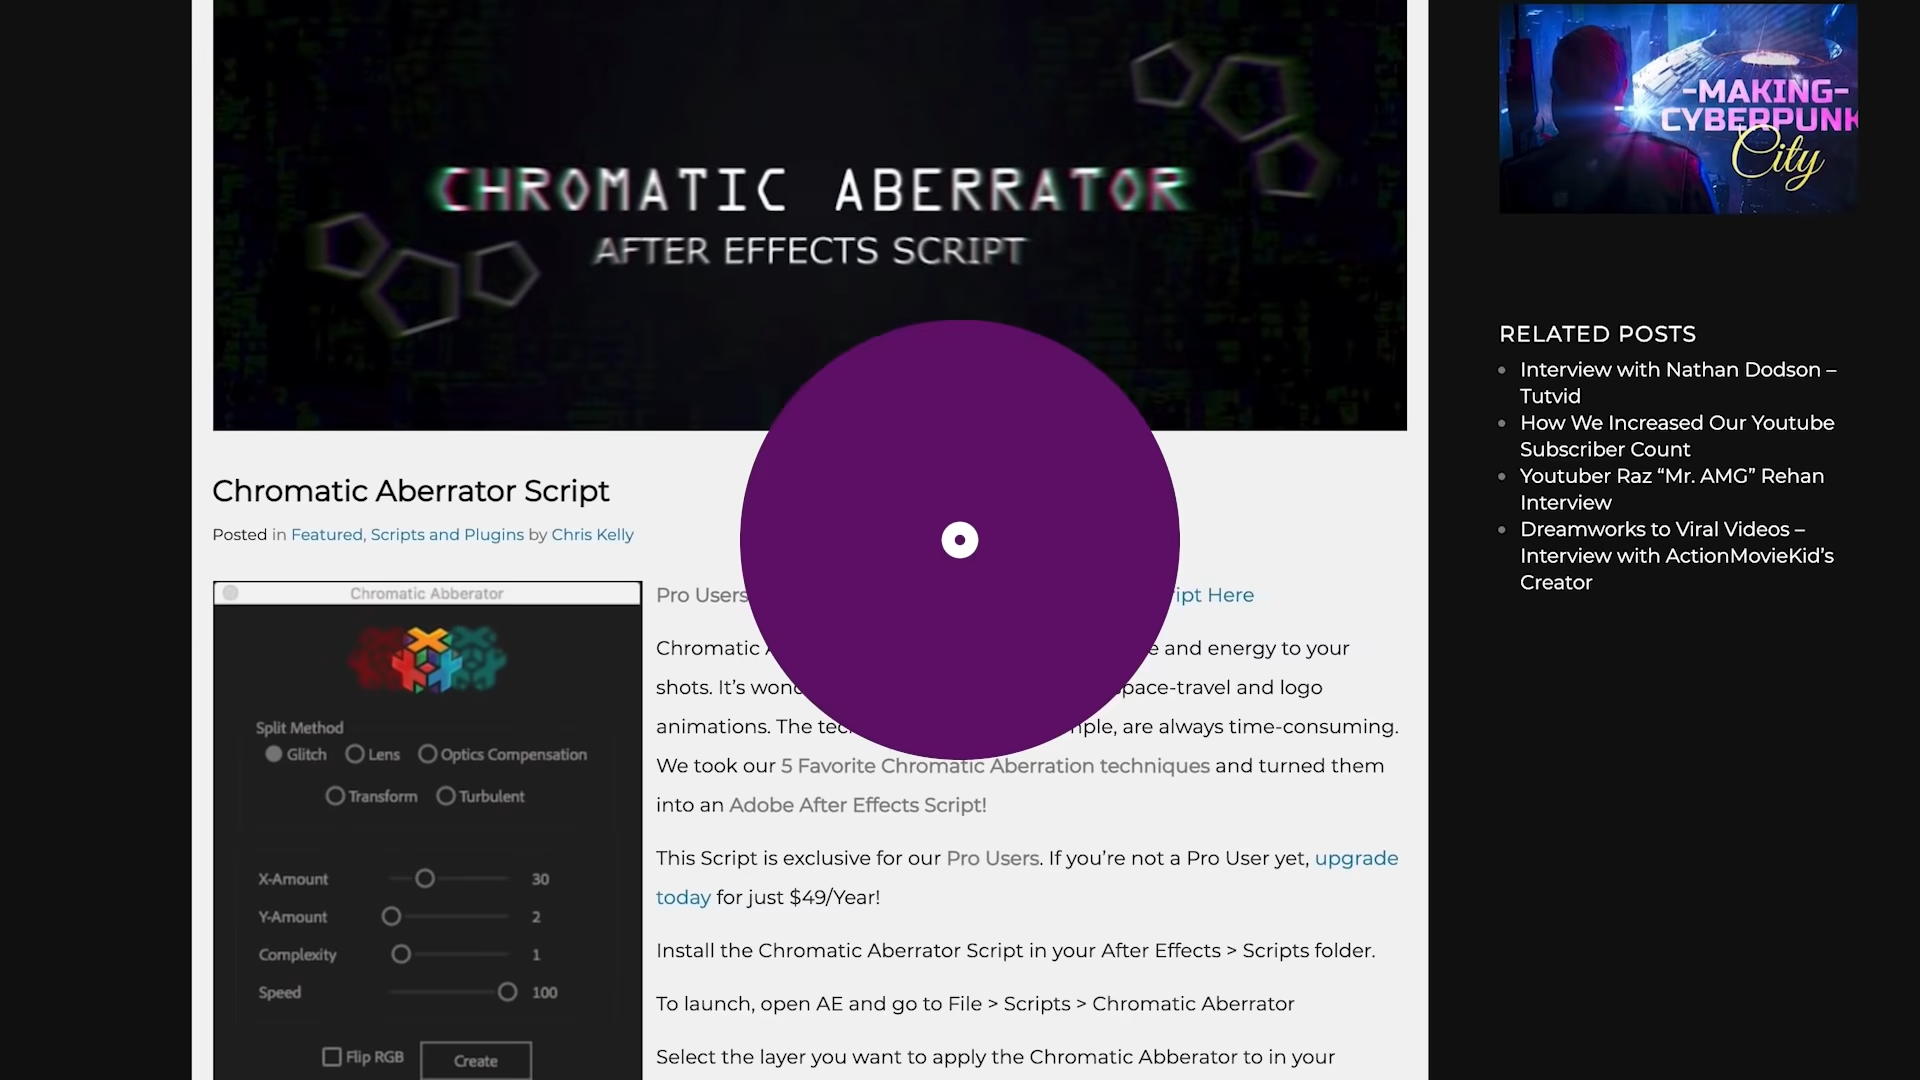 CHROMATIC ABERRATOR
AFTER EFFECTS SCRIPT
Chromatic Aberrator Script
Posted in Featured, Scripts and Plugins by Chris Kelly
Chromatic Abberator
Split Method
Glitch Lens Optics Compensation
Transform Turbulent
X-Amount 30
Y-Amount 2
Complexity 1
Speed 100
Flip RGB Create
Pro Users Here
Chromatic and energy to your
shots. It’s space-travel and logo
animations. The are always time-consuming.
We took our 5 Favorite Chromatic Aberration techniques and turned them
into an Adobe After Effects Script!
This Script is exclusive for our Pro Users. If you’re not a Pro User yet, upgrade
today for just $49/Year!
Install the Chromatic Aberrator Script in your After Effects > Scripts folder.
To launch, open AE and go to File > Scripts > Chromatic Aberrator
Select the layer you want to apply the Chromatic Abberator to in your
-MAKING-
CYBERPUNK
City
RELATED POSTS
Interview with Nathan Dodson –
Tutvid
How We Increased Our Youtube
Subscriber Count
Youtuber Raz “Mr. AMG” Rehan
Interview
Dreamworks to Viral Videos –
Interview with ActionMovieKid’s
Creator